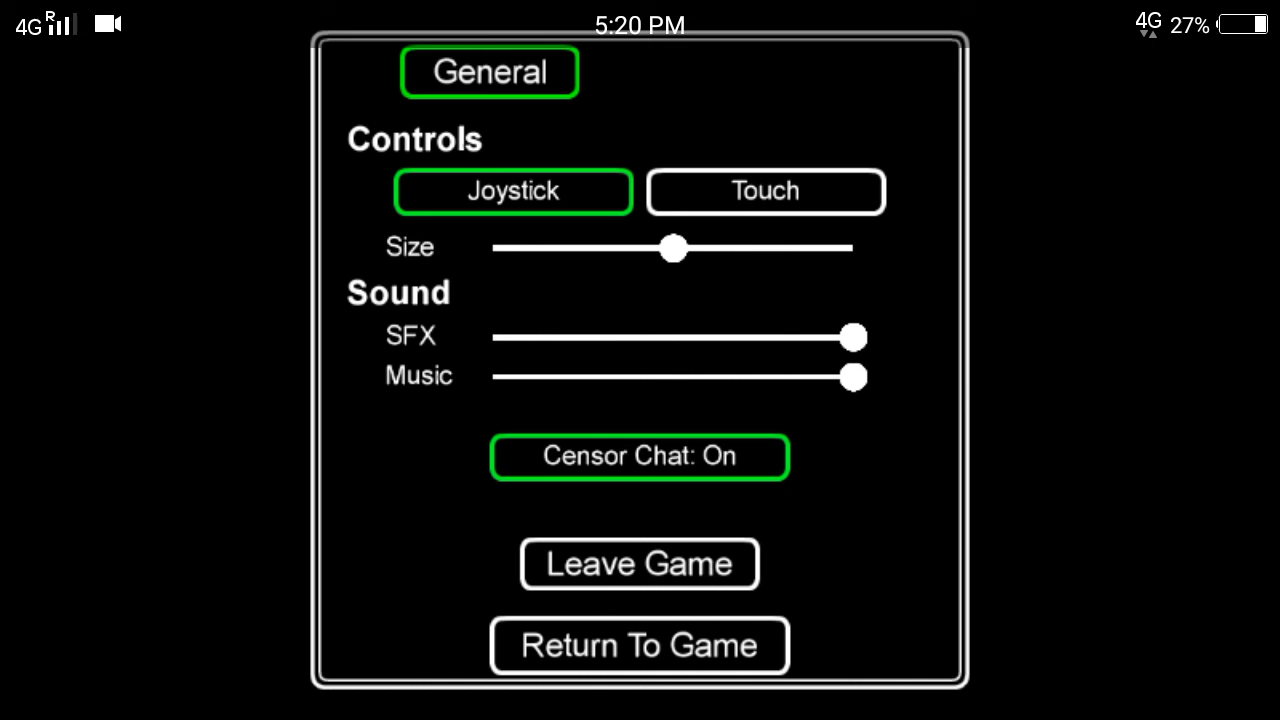 4G R 5:20 PM 4G 27%
General
Controls
Joystick Touch
Size
Sound
SFX
Music
Censor Chat: On
Leave Game
Return To Game